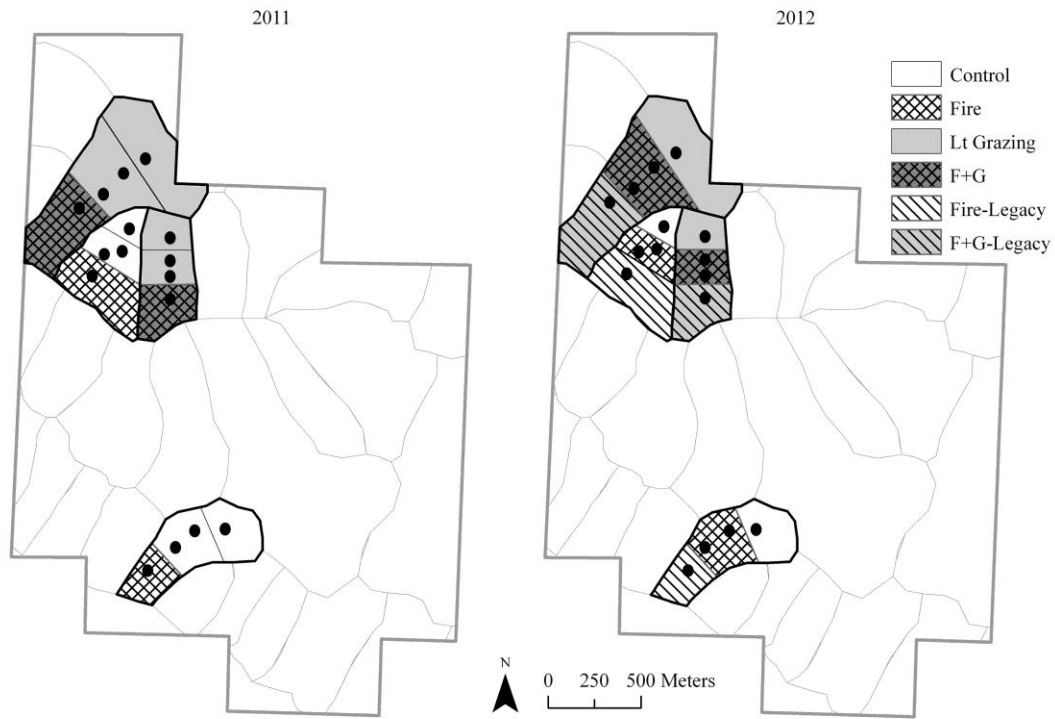 2011
2012
Control
Fire
Lt Grazing
F+G
Fire-Legacy
F+G-Legacy
N
0 250 500 Meters